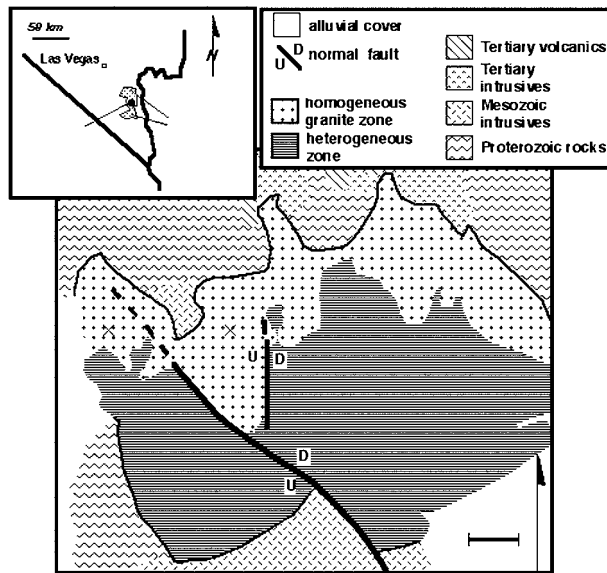 50 km
Las Vegas
N
alluvial cover
D
U
normal fault
homogeneous
granite zone
heterogeneous
zone
Tertiary volcanics
Tertiary
intrusives
Mesozoic
intrusives
Proterozoic rocks
U D
D
U